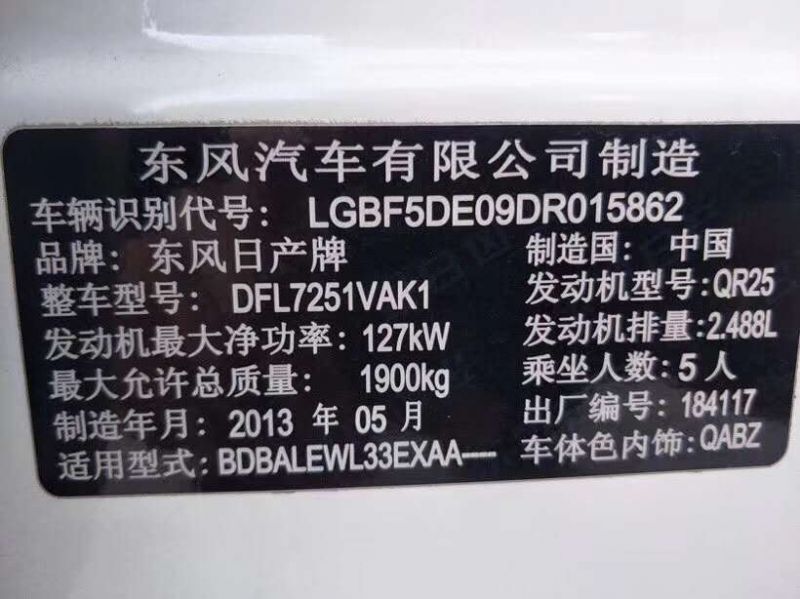 东风汽车有限公司制造
车辆识别代号: LGBF5DE09DR015862
品牌: 东风日产牌 制造国: 中国
整车型号: DFL7251VAK1 发动机型号: QR25
发动机最大净功率: 127kW 发动机排量: 2.488L
最大允许总质量: 1900kg 乘坐人数: 5 人
制造年月: 2013 年 05 月 出厂编号: 184117
适用型式: BDBALEWL33EXAA----- 车体色内饰: QABZ